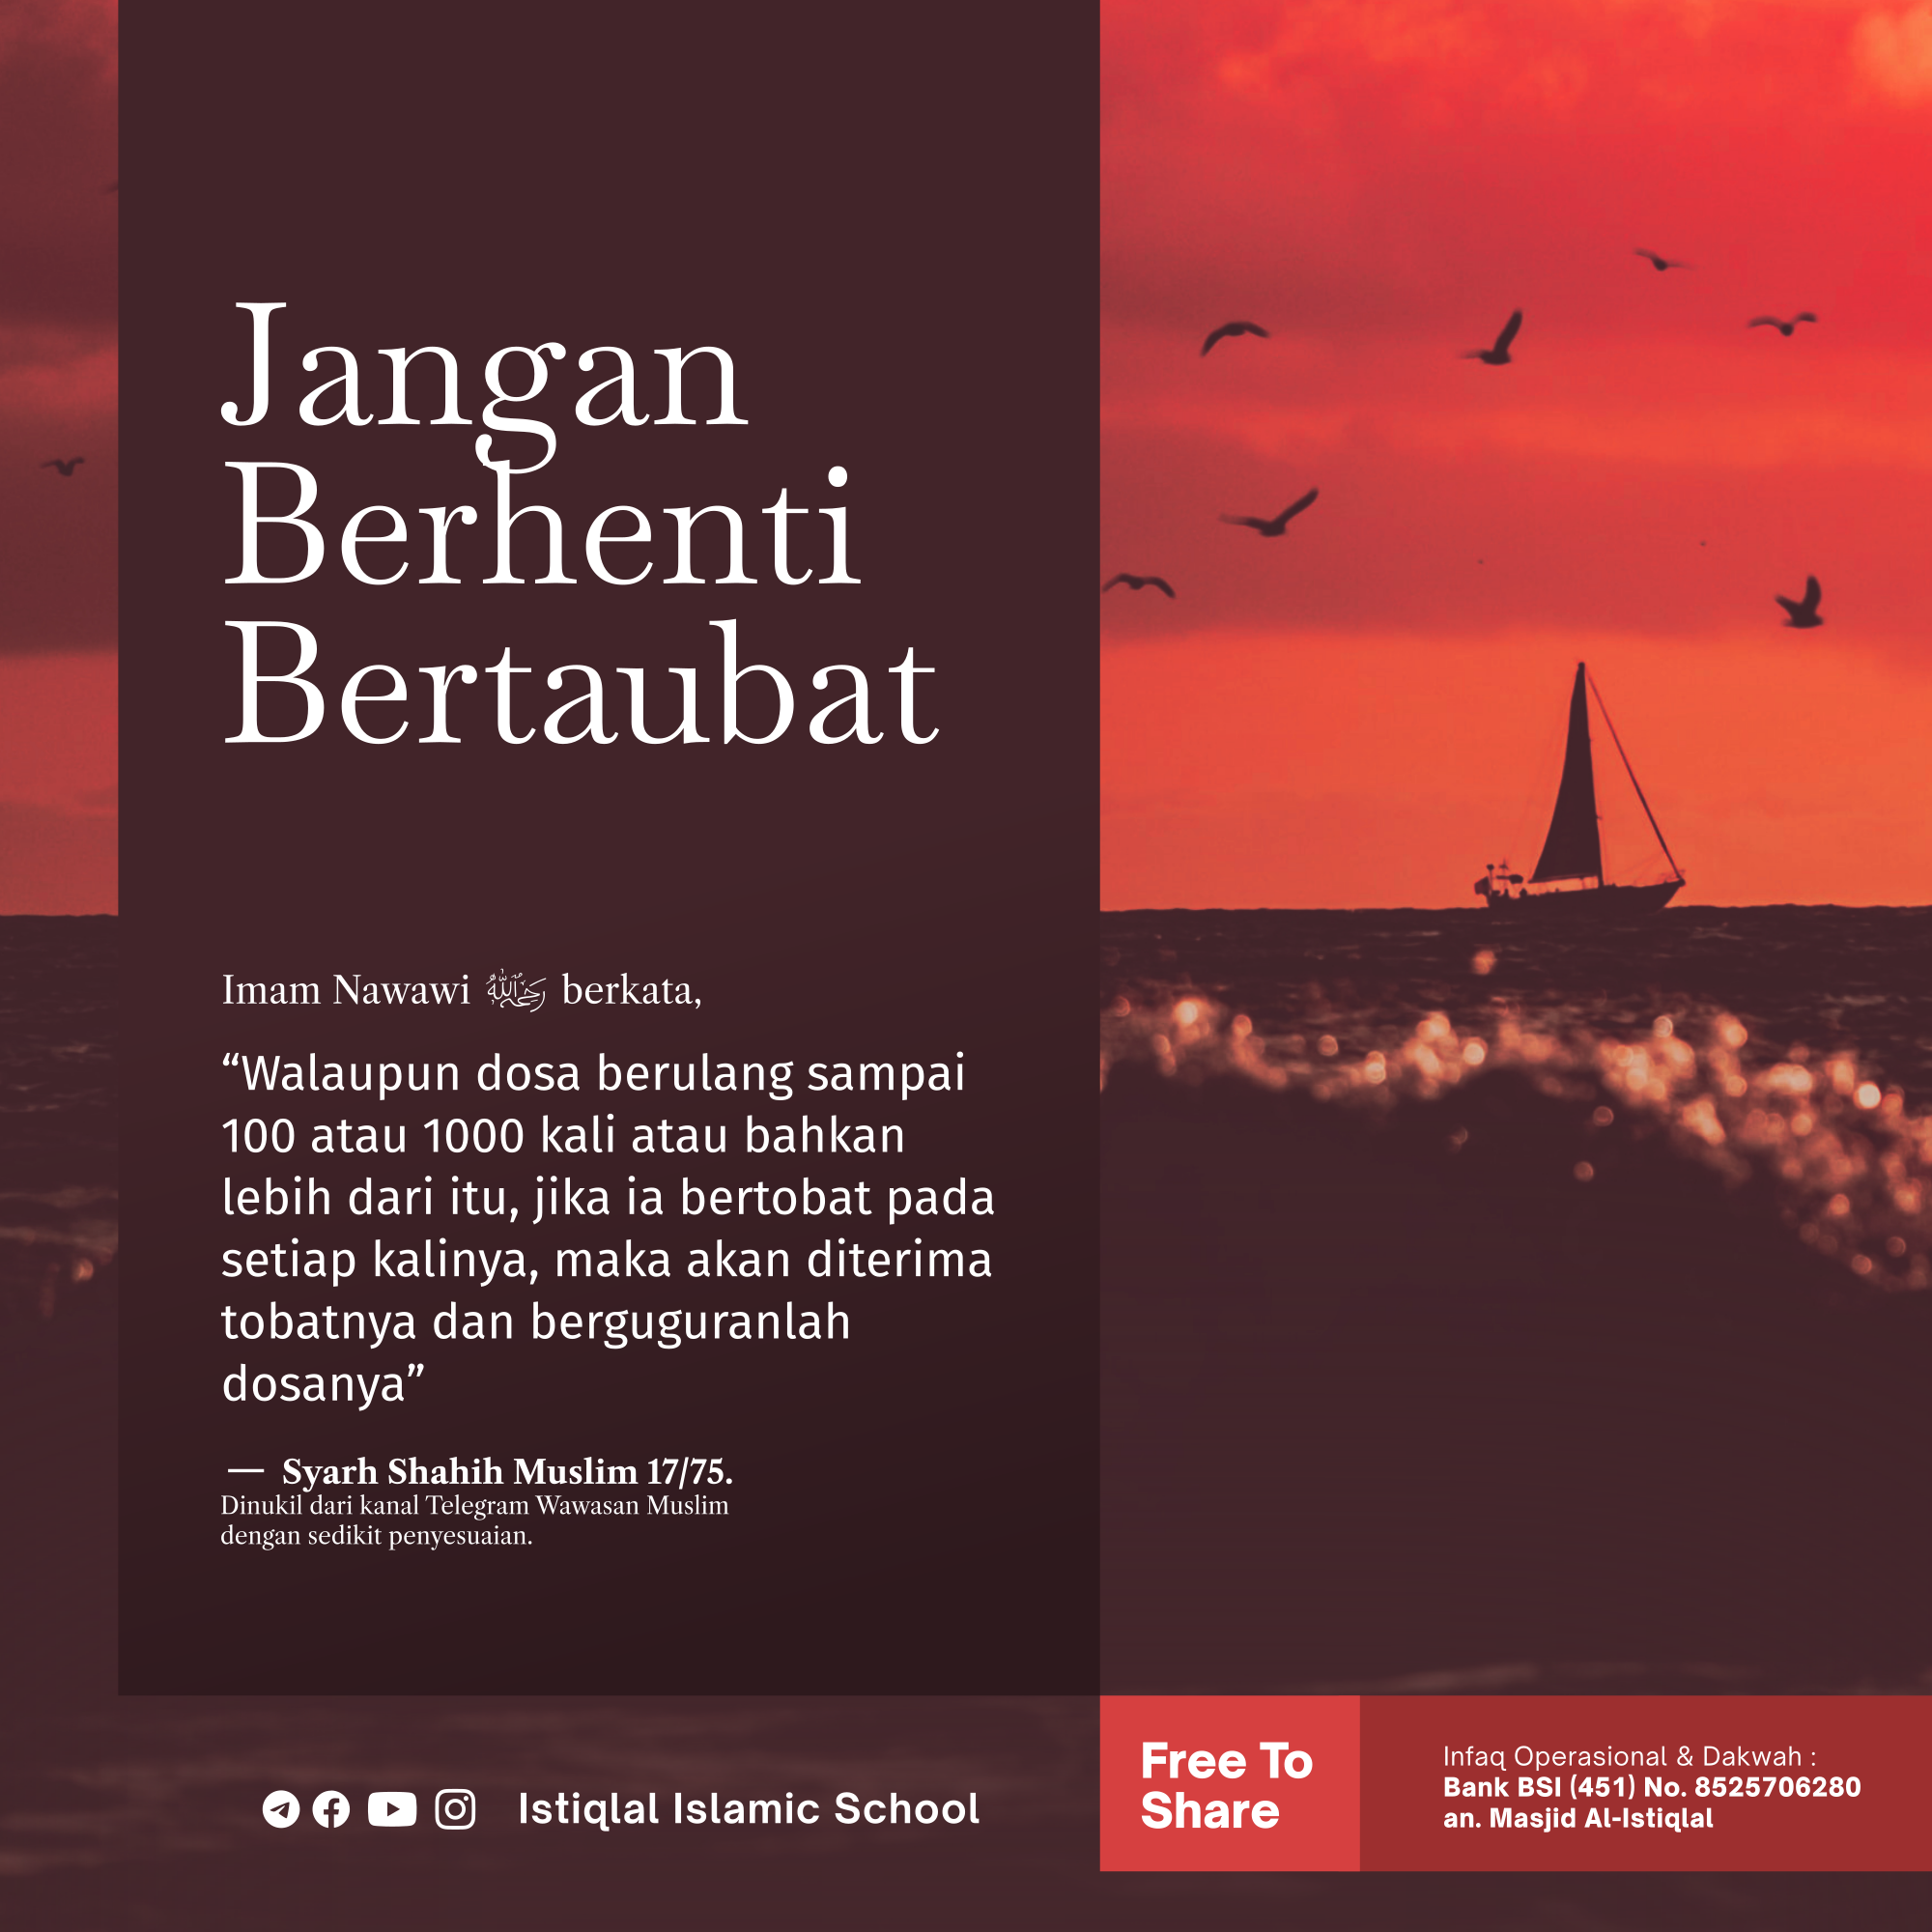 Jangan
Berhenti
Bertaubat
Imam Nawawi رحمه الله berkata,
“Walaupun dosa berulang sampai
100 atau 1000 kali atau bahkan
lebih dari itu, jika ia bertobat pada
setiap kalinya, maka akan diterima
tobatnya dan berguguranlah
dosanya”
— Syarh Shahih Muslim 17/75.
Dinukil dari kanal Telegram Wawasan Muslim
dengan sedikit penyesuaian.
Istiqlal Islamic School
Free To
Share
Infaq Operasional & Dakwah :
Bank BSI (451) No. 8525706280
an. Masjid Al-Istiqlal